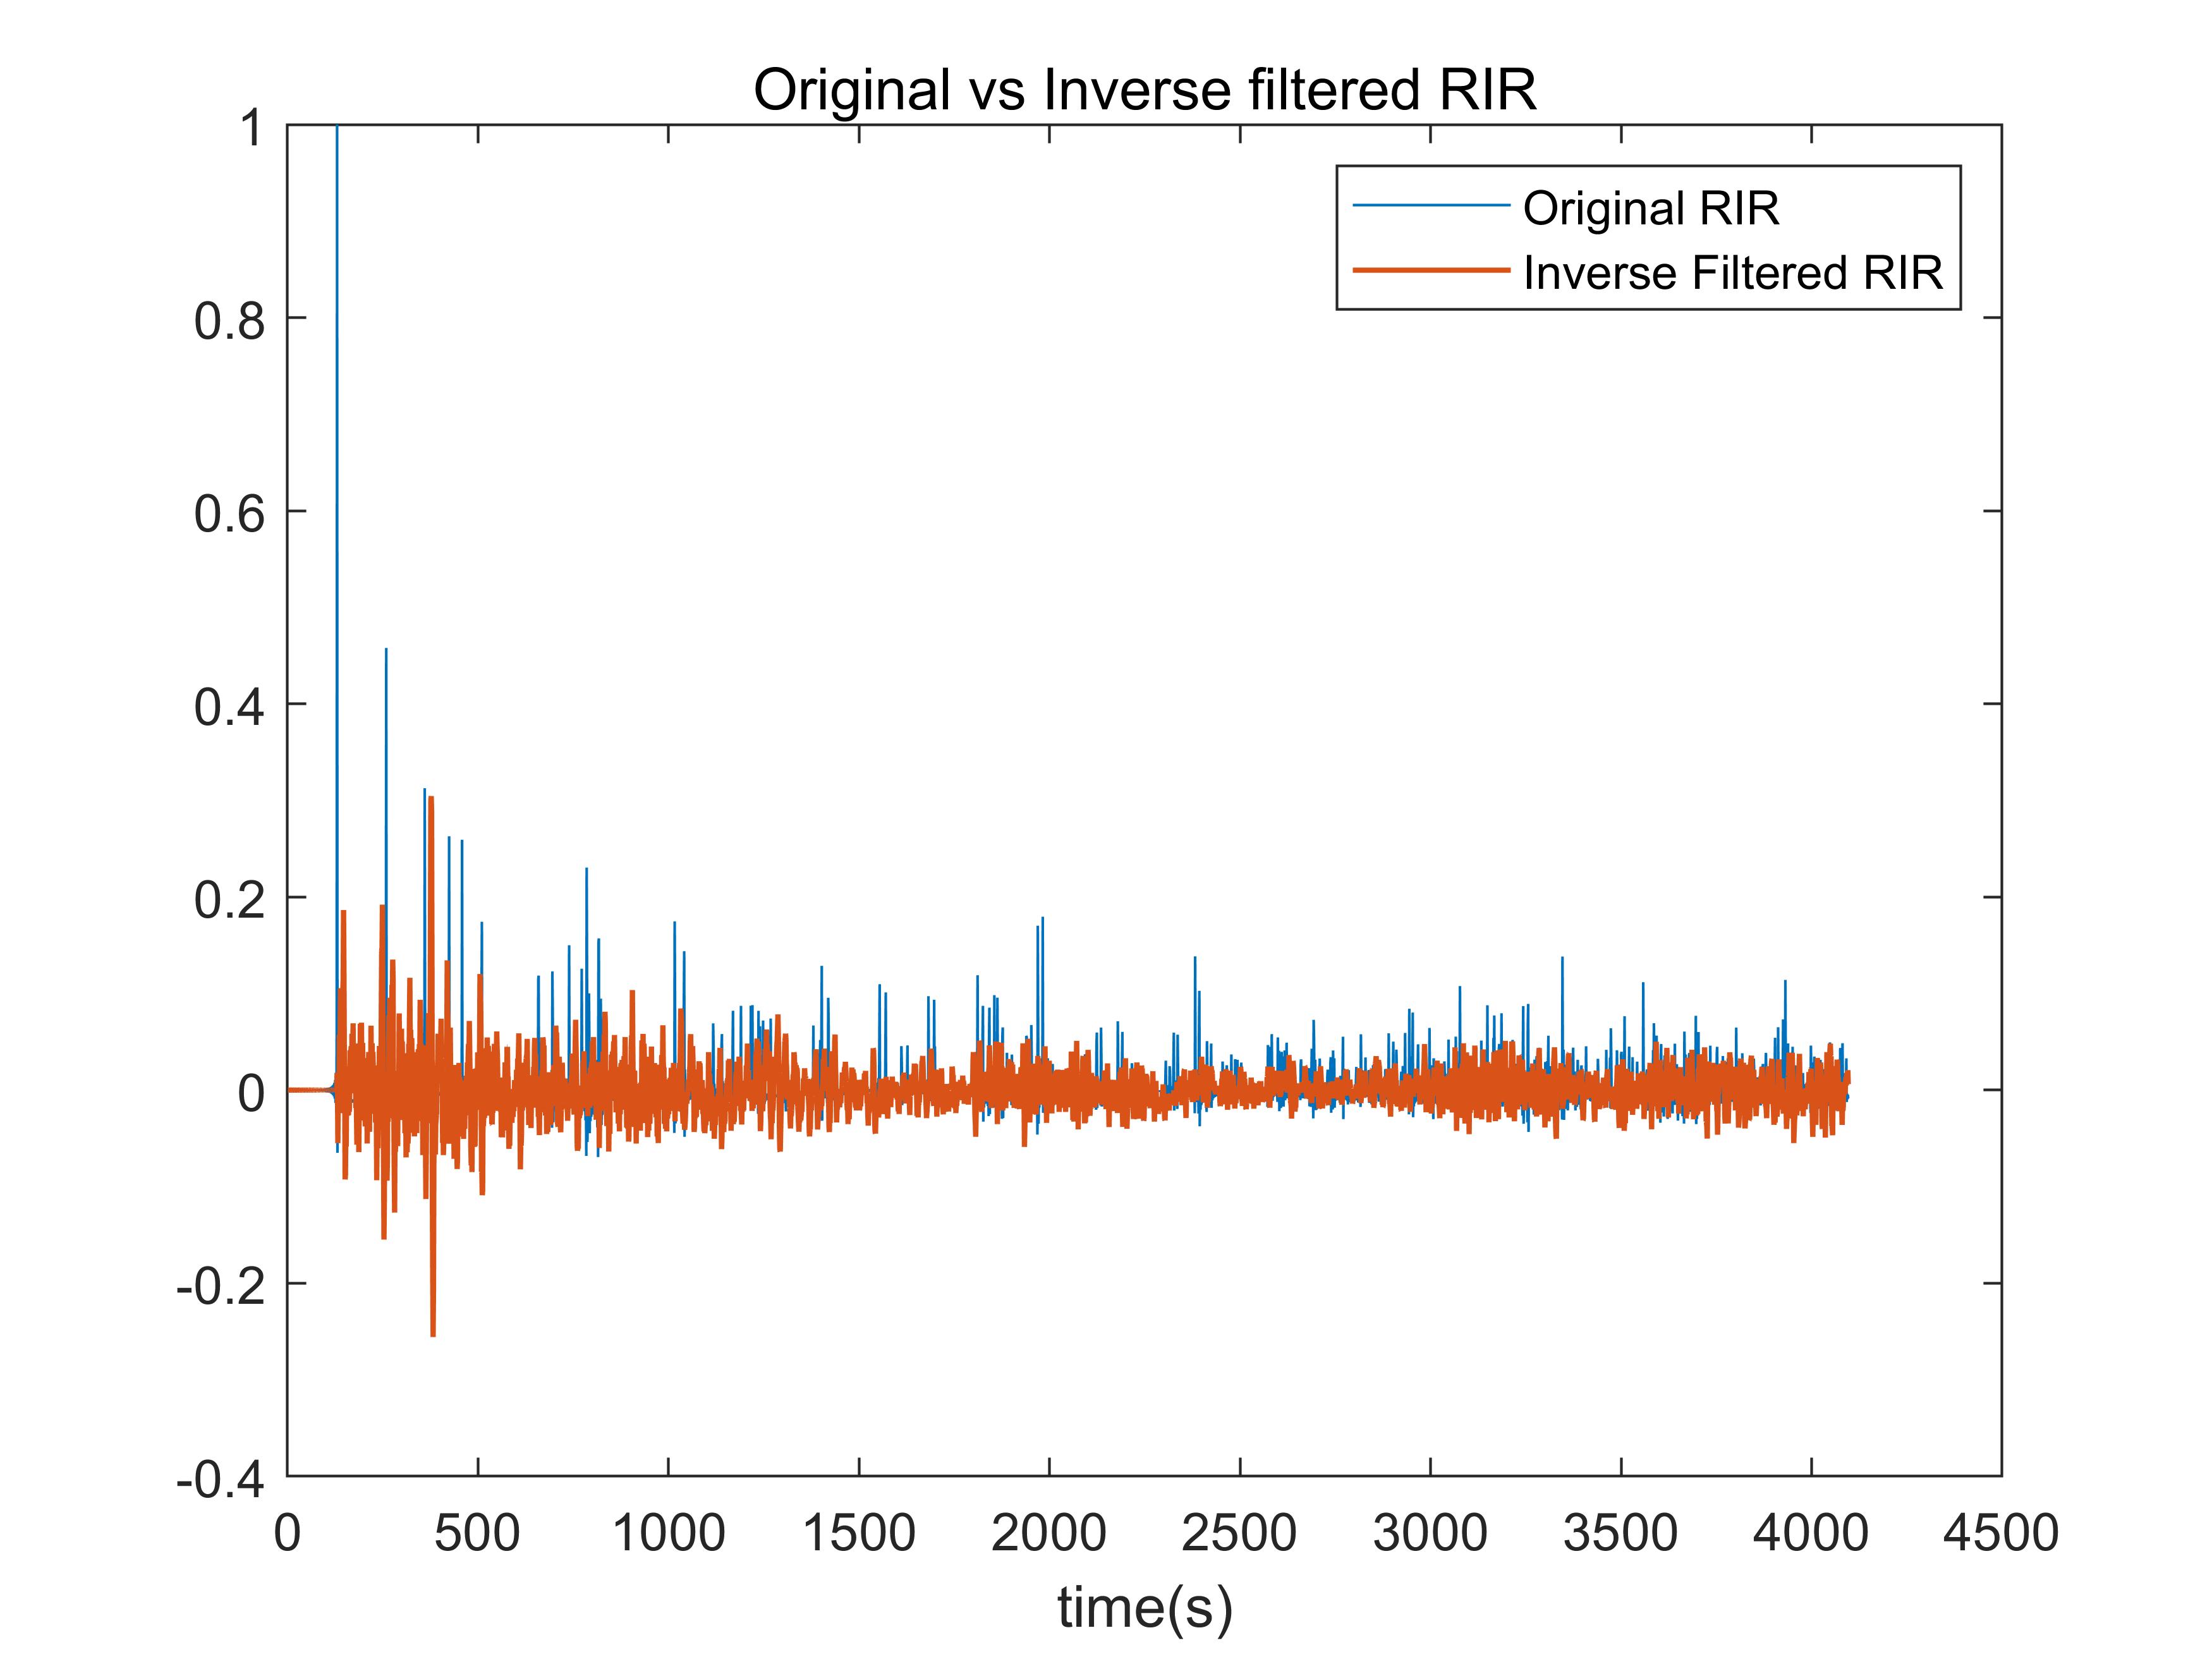 Original vs Inverse filtered RIR
1
0.8
0.6
0.4
0.2
0
-0.2
-0.4
Original RIR
Inverse Filtered RIR
0 500 1000 1500 2000 2500 3000 3500 4000 4500
time(s)